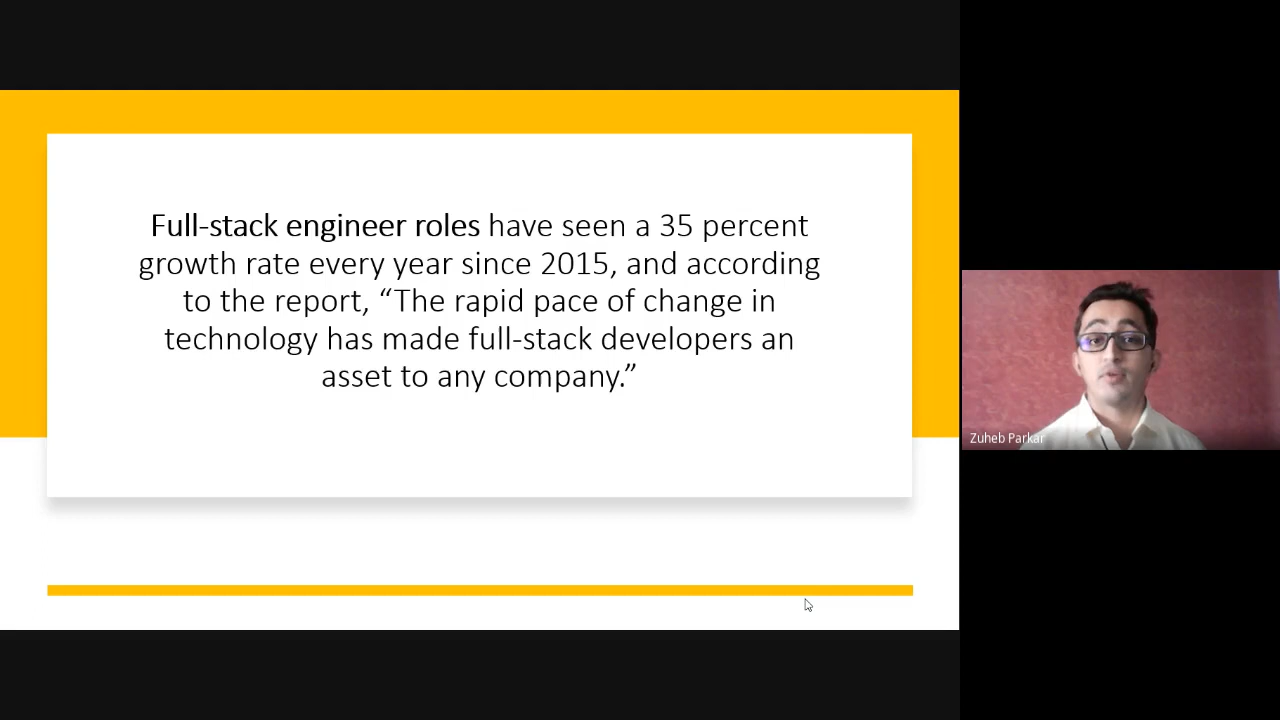 Full-stack engineer roles have seen a 35 percent
growth rate every year since 2015, and according
to the report, “The rapid pace of change in
technology has made full-stack developers an
asset to any company.”
Zuheb Parkar